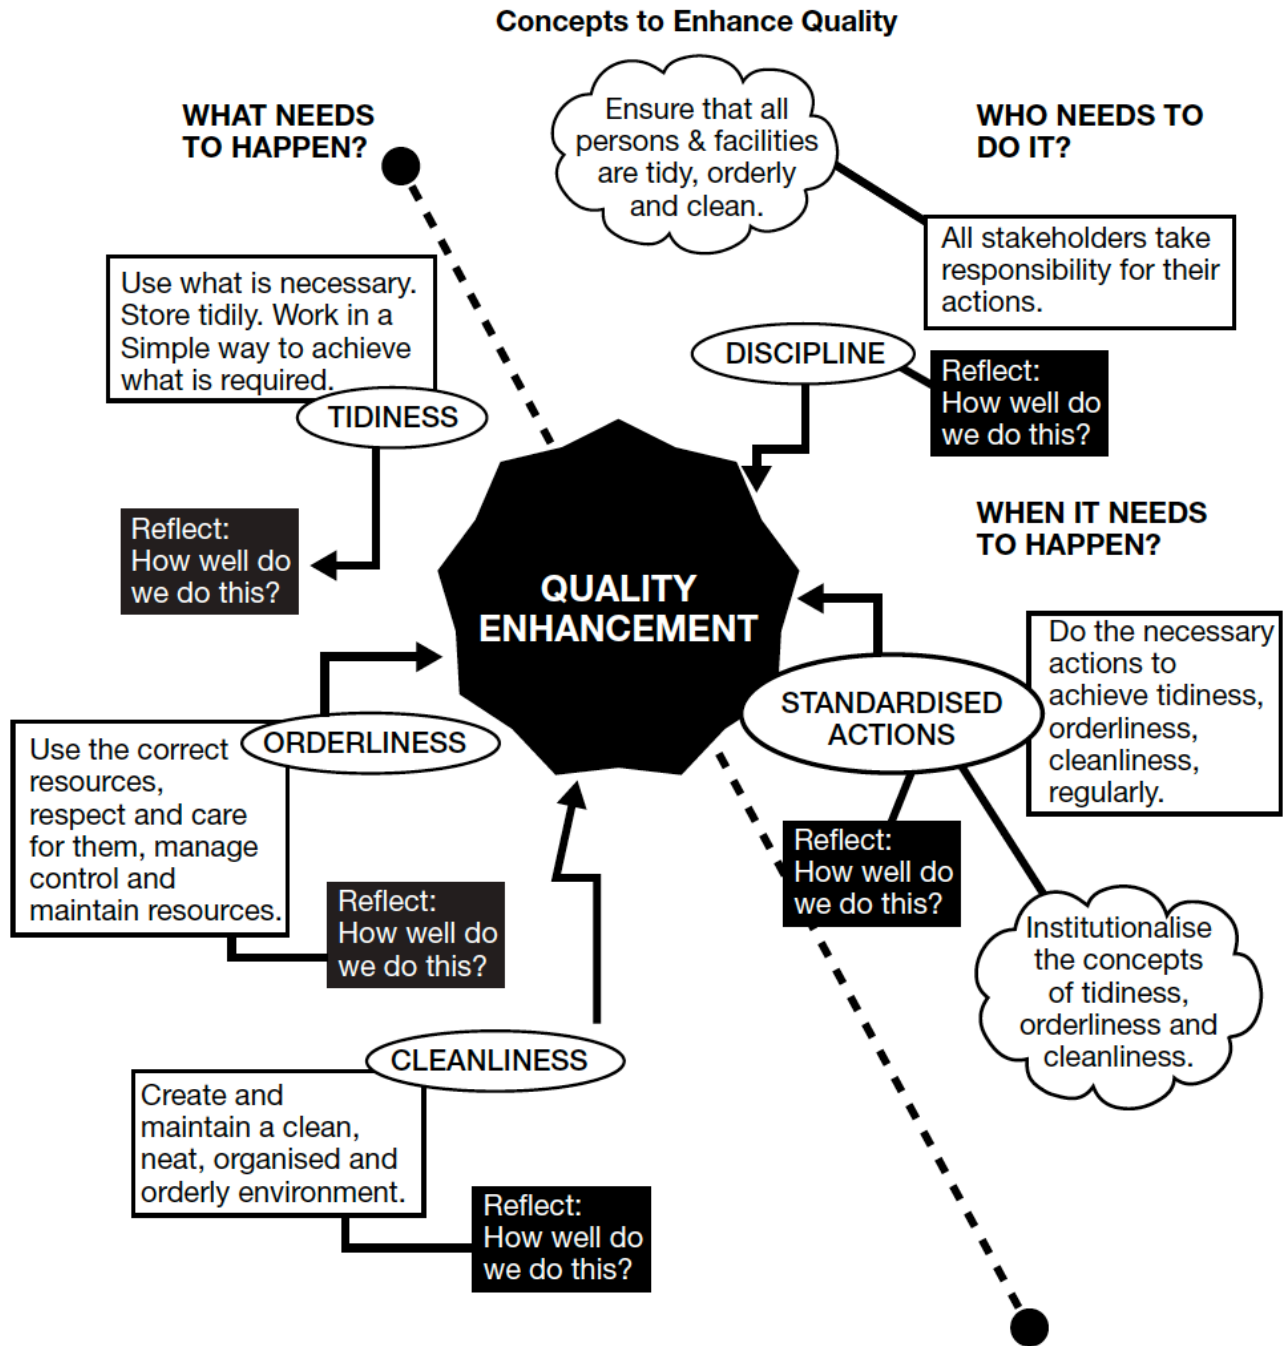 Concepts to Enhance Quality
WHAT NEEDS
TO HAPPEN?
Use what is necessary.
Store tidily. Work in a
Simple way to achieve
what is required.
TIDINESS
Reflect:
How well do
we do this?
Use the correct
resources,
respect and care
for them, manage
control and
maintain resources.
ORDERLINESS
Reflect:
How well do
we do this?
CLEANLINESS
Create and
maintain a clean,
neat, organised and
orderly environment.
Reflect:
How well do
we do this?
QUALITY
ENHANCEMENT
Ensure that all
persons & facilities
are tidy, orderly
and clean.
WHO NEEDS TO
DO IT?
All stakeholders take
responsibility for their
actions.
DISCIPLINE
Reflect:
How well do
we do this?
WHEN IT NEEDS
TO HAPPEN?
STANDARDISED
ACTIONS
Do the necessary
actions to
achieve tidiness,
orderliness,
cleanliness,
regularly.
Reflect:
How well do
we do this?
Institutionalise
the concepts
of tidiness,
orderliness and
cleanliness.